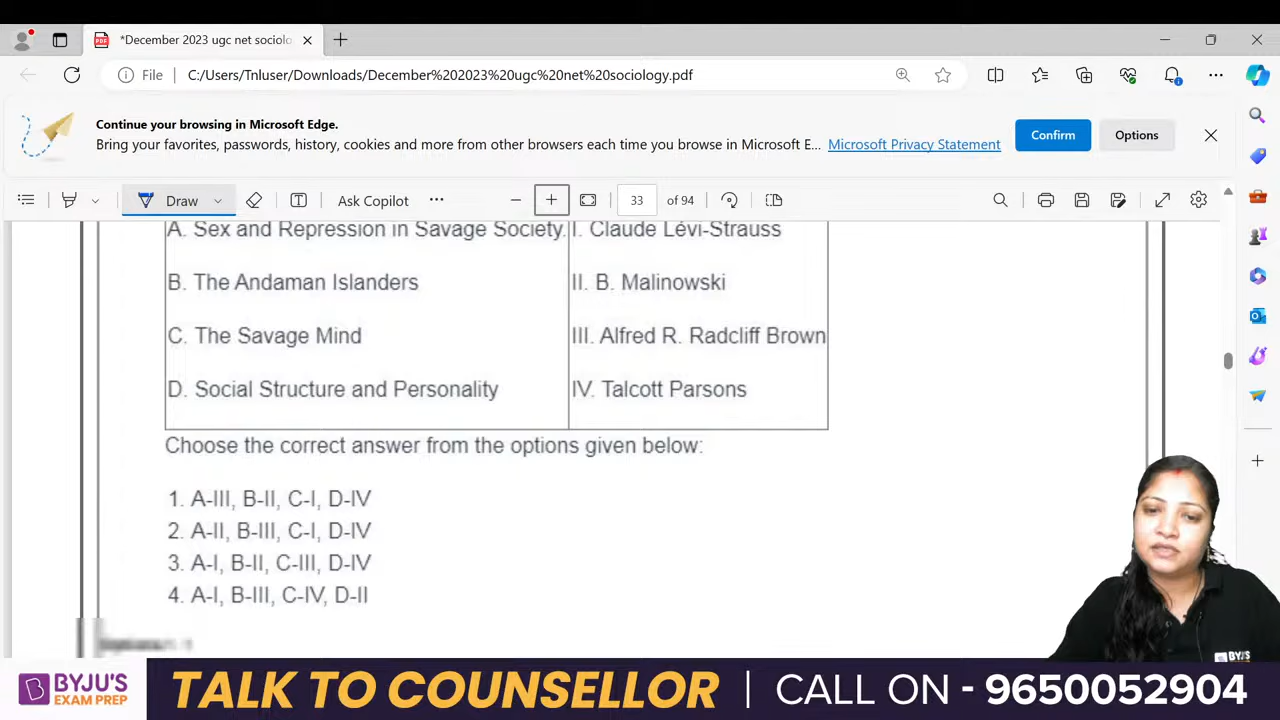 *December 2023 ugc net sociolo
File | C:/Users/Tnluser/Downloads/December%202023%20ugc%20net%20sociology.pdf
Continue your browsing in Microsoft Edge.
Bring your favorites, passwords, history, cookies and more from other browsers each time you browse in Microsoft E... Microsoft Privacy Statement
Confirm
Options
Draw
Ask Copilot
33 of 94
A. Sex and Repression in Savage Society. I. Claude Lévi-Strauss
B. The Andaman Islanders II. B. Malinowski
C. The Savage Mind III. Alfred R. Radcliff Brown
D. Social Structure and Personality IV. Talcott Parsons
Choose the correct answer from the options given below:
1. A-III, B-II, C-I, D-IV
2. A-II, B-III, C-I, D-IV
3. A-I, B-II, C-III, D-IV
4. A-I, B-III, C-IV, D-II
BYJU'S
EXAM PREP
TALK TO COUNSELLOR | CALL ON - 9650052904